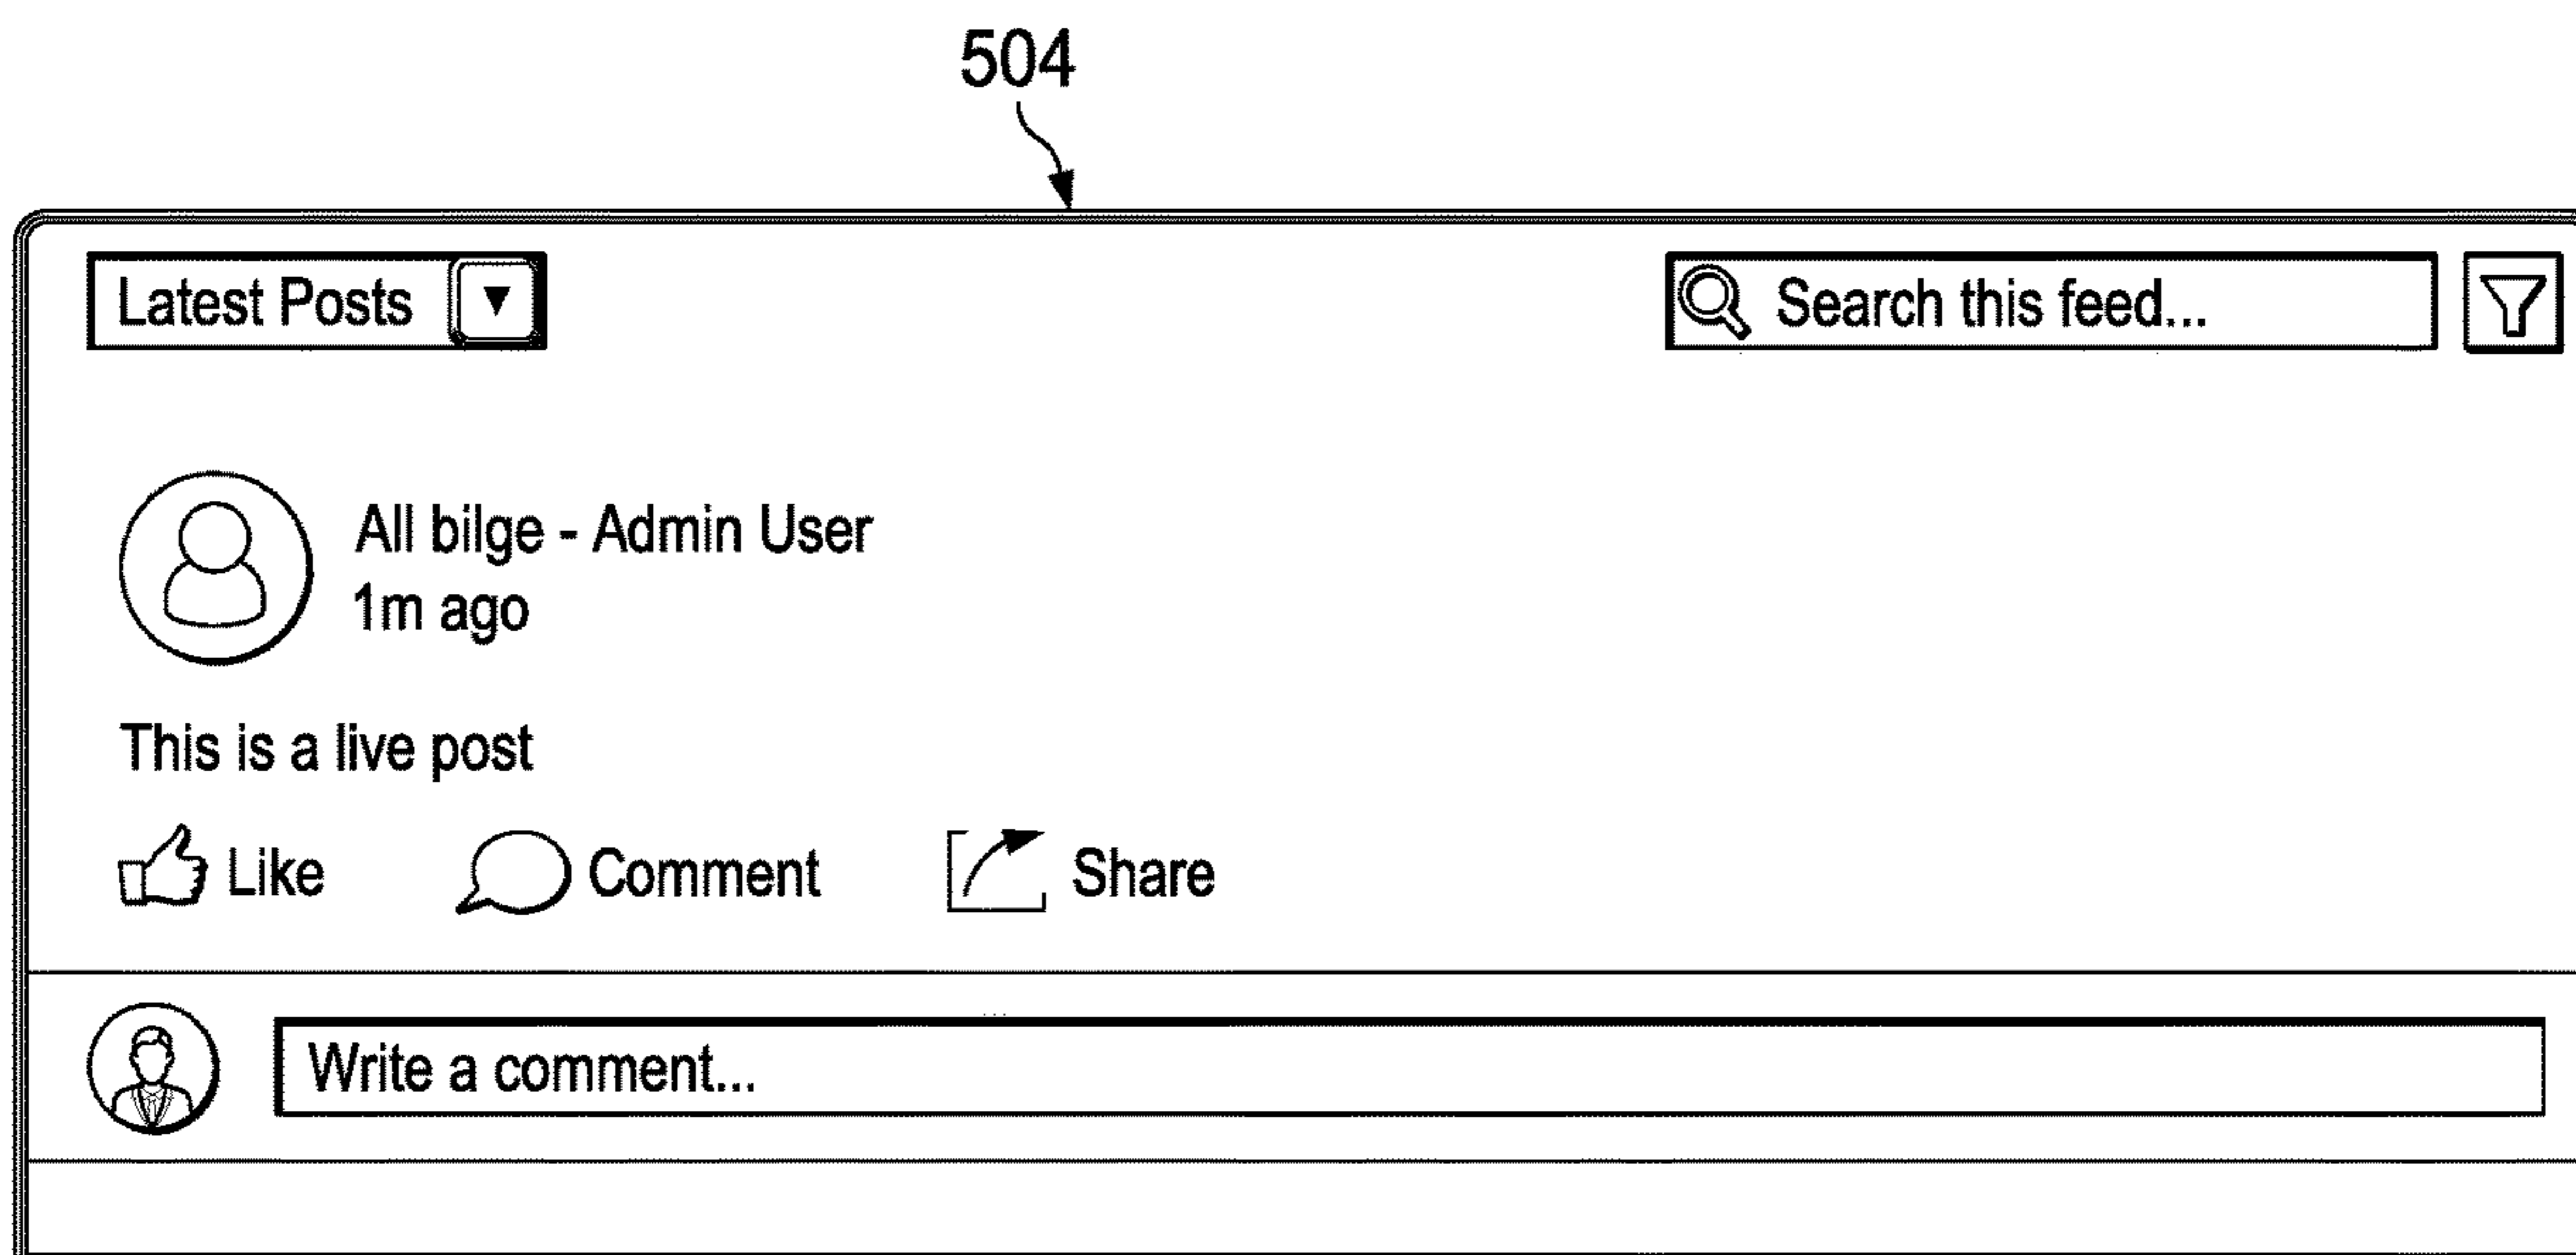 504
Latest Posts
Search this feed...
All bilge - Admin User
1m ago
This is a live post
Like Comment Share
Write a comment...